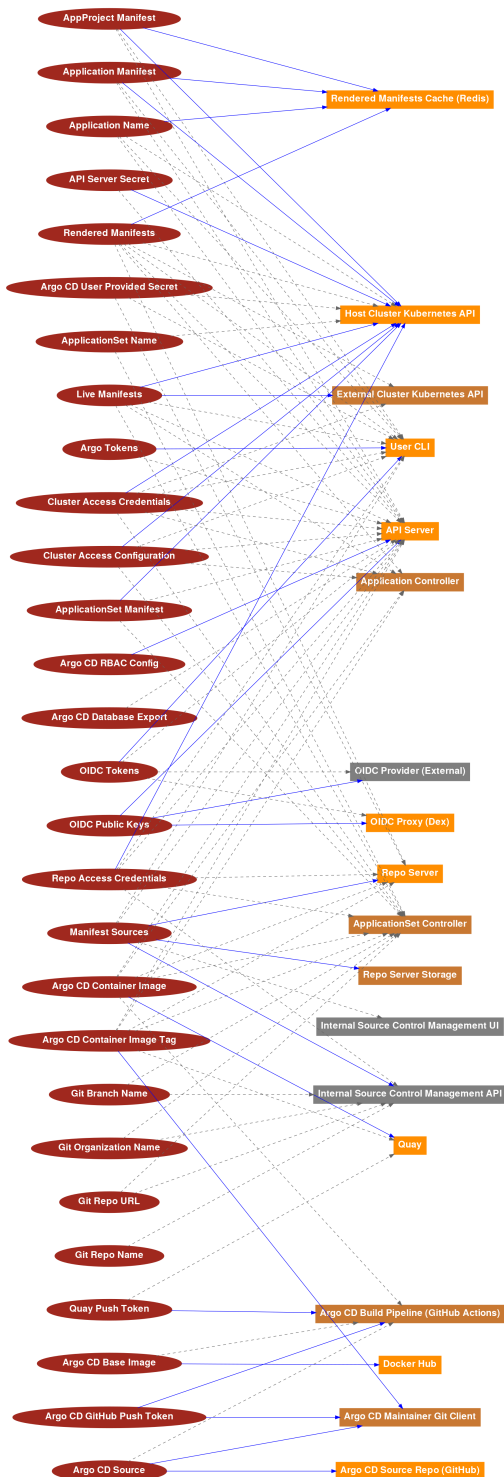 AppProject Manifest
Application Manifest
Rendered Manifests Cache (Redis)
Application Name
API Server Secret
Rendered Manifests
Argo CD User Provided Secret
Host Cluster Kubernetes API
ApplicationSet Name
Live Manifests
External Cluster Kubernetes API
Argo Tokens
User CLI
Cluster Access Credentials
API Server
Cluster Access Configuration
Application Controller
ApplicationSet Manifest
Argo CD RBAC Config
Argo CD Database Export
OIDC Tokens
OIDC Provider (External)
OIDC Public Keys
OIDC Proxy (Dex)
Repo Access Credentials
Repo Server
Manifest Sources
ApplicationSet Controller
Argo CD Container Image
Repo Server Storage
Internal Source Control Management UI
Argo CD Container Image Tag
Git Branch Name
Internal Source Control Management API
Git Organization Name
Quay
Git Repo URL
Git Repo Name
Quay Push Token
Argo CD Build Pipeline (GitHub Actions)
Argo CD Base Image
Docker Hub
Argo CD GitHub Push Token
Argo CD Maintainer Git Client
Argo CD Source
Argo CD Source Repo (GitHub)